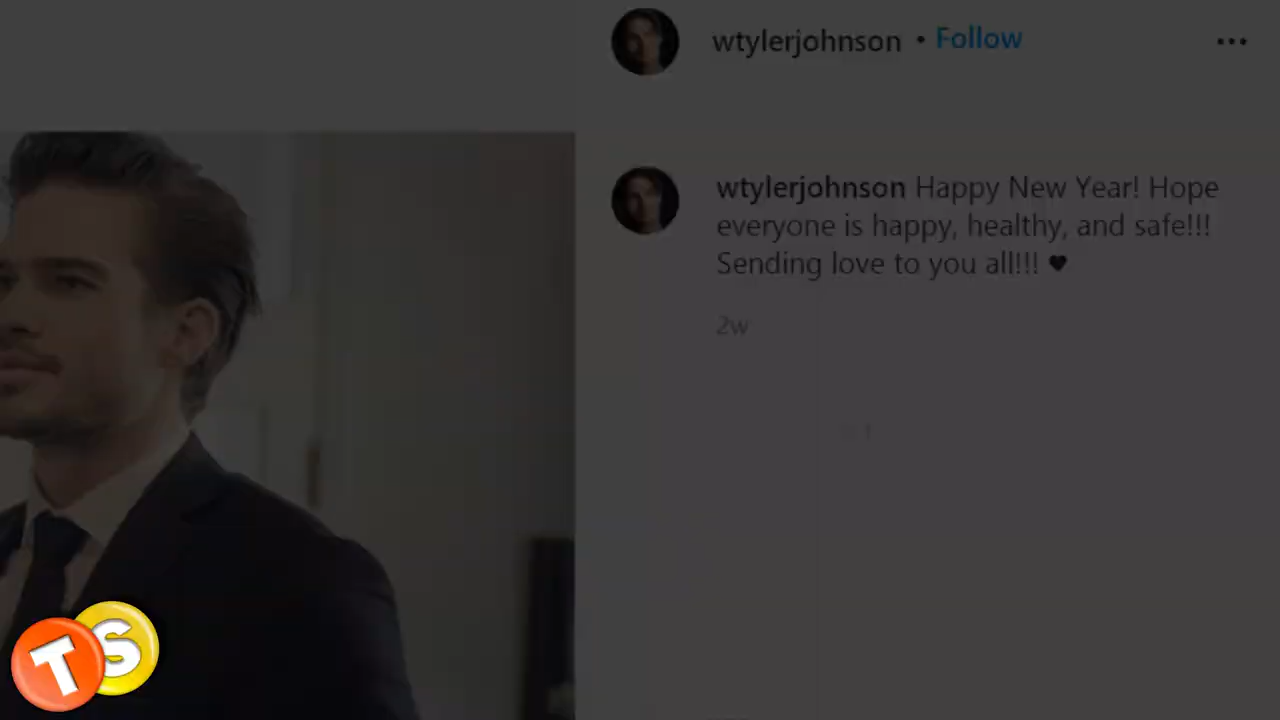 wtylerjohnson • Follow
wtylerjohnson Happy New Year! Hope
everyone is happy, healthy, and safe!!!
Sending love to you all!!! ♥
2w
TS